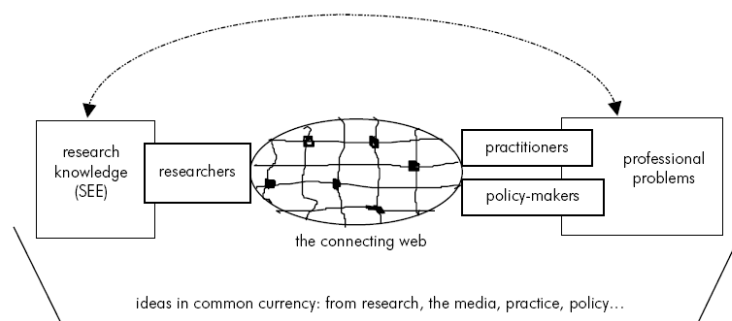 research
knowledge
(SEE)
researchers
the connecting web
practitioners
policy-makers
professional
problems
ideas in common currency: from research, the media, practice, policy...